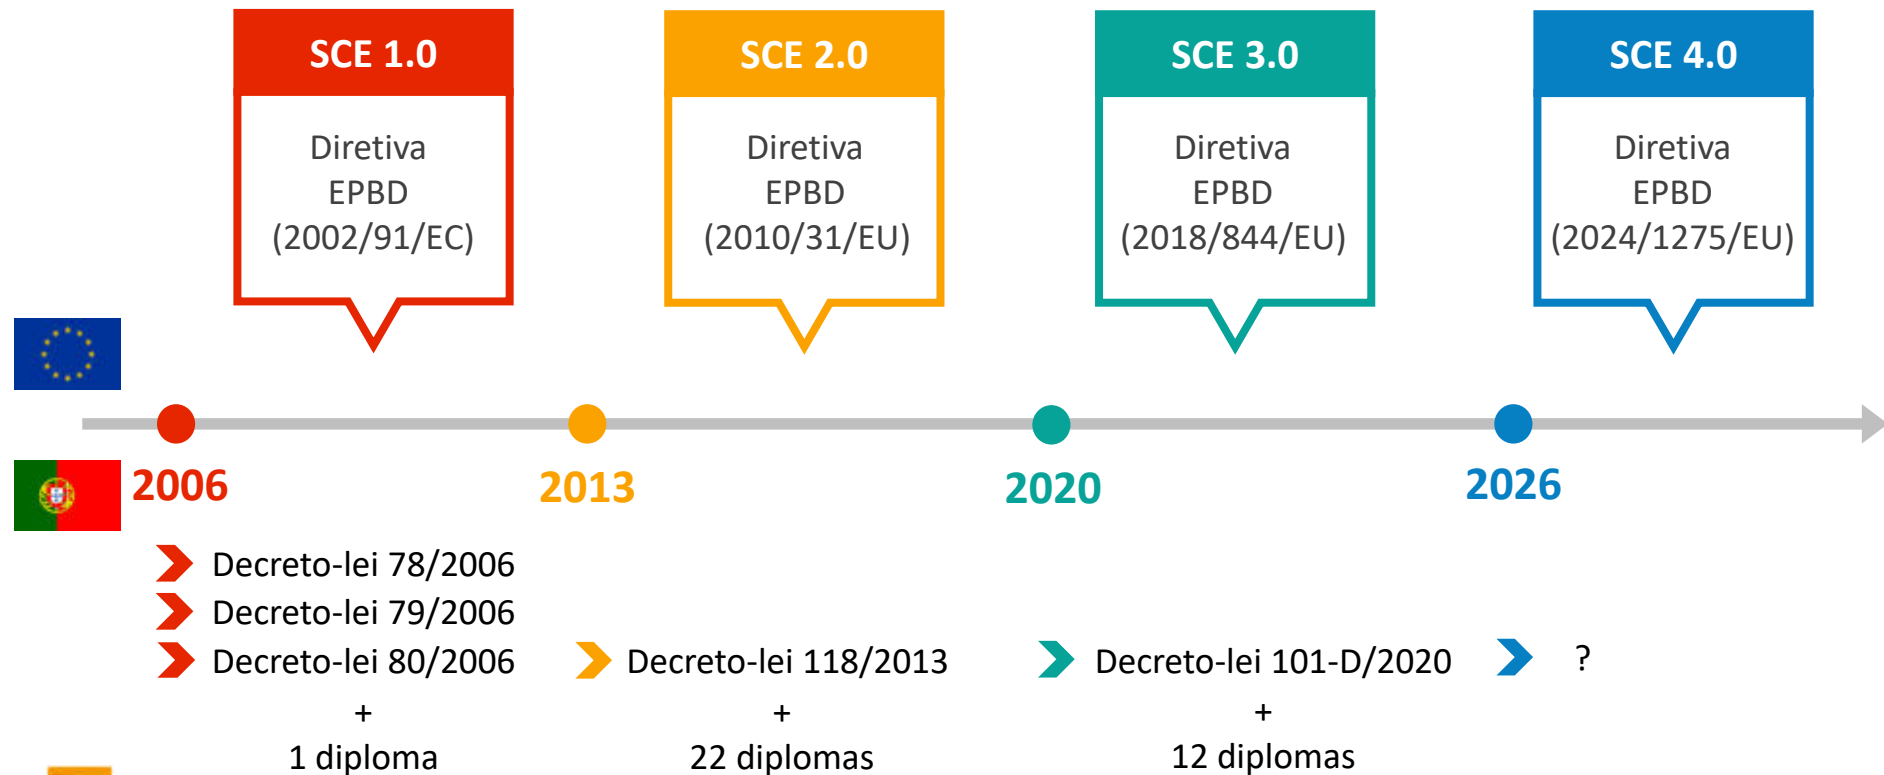 SCE 1.0
Diretiva
EPBD
(2002/91/EC)
SCE 2.0
Diretiva
EPBD
(2010/31/EU)
SCE 3.0
Diretiva
EPBD
(2018/844/EU)
SCE 4.0
Diretiva
EPBD
(2024/1275/EU)
2006
2013
2020
2026
Decreto-lei 78/2006
Decreto-lei 79/2006
Decreto-lei 80/2006
+
1 diploma
Decreto-lei 118/2013
+
22 diplomas
Decreto-lei 101-D/2020
+
12 diplomas
?